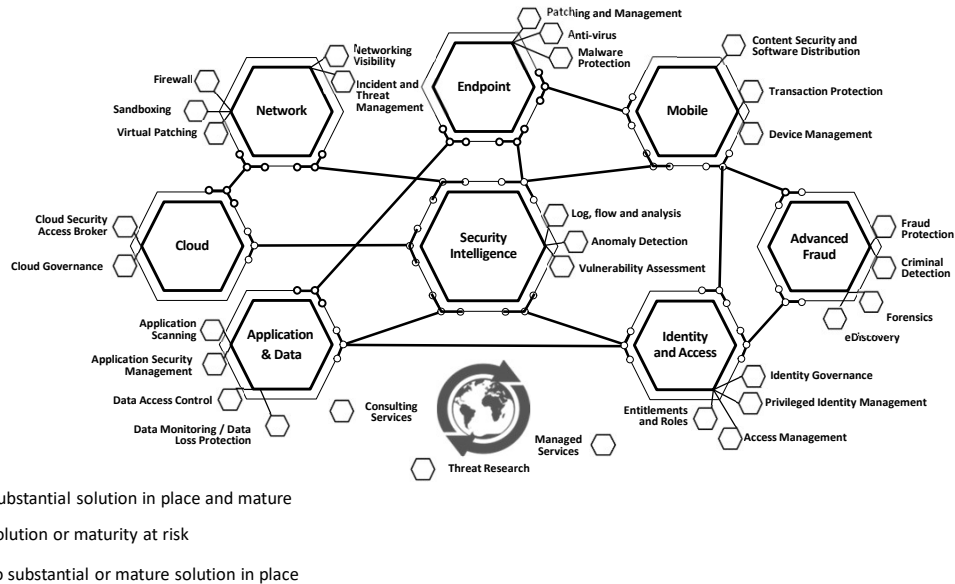 Patching and Management
Anti-virus
Malware
Protection
Endpoint
Networking
Visibility
Incident and
Threat
Management
Firewall
Sandboxing
Virtual Patching
Network
Content Security and
Software Distribution
Transaction Protection
Device Management
Mobile
Cloud Security
Access Broker
Cloud Governance
Cloud
Security
Intelligence
Log, flow and analysis
Anomaly Detection
Vulnerability Assessment
Advanced
Fraud
Fraud
Protection
Criminal
Detection
Forensics
eDiscovery
Application
Scanning
Application Security
Management
Data Access Control
Data Monitoring / Data
Loss Protection
Application
& Data
Identity
and Access
Identity Governance
Privileged Identity Management
Access Management
Entitlements
and Roles
Consulting
Services
Managed
Services
Threat Research
substantial solution in place and mature
or maturity at risk
substantial or mature solution in place